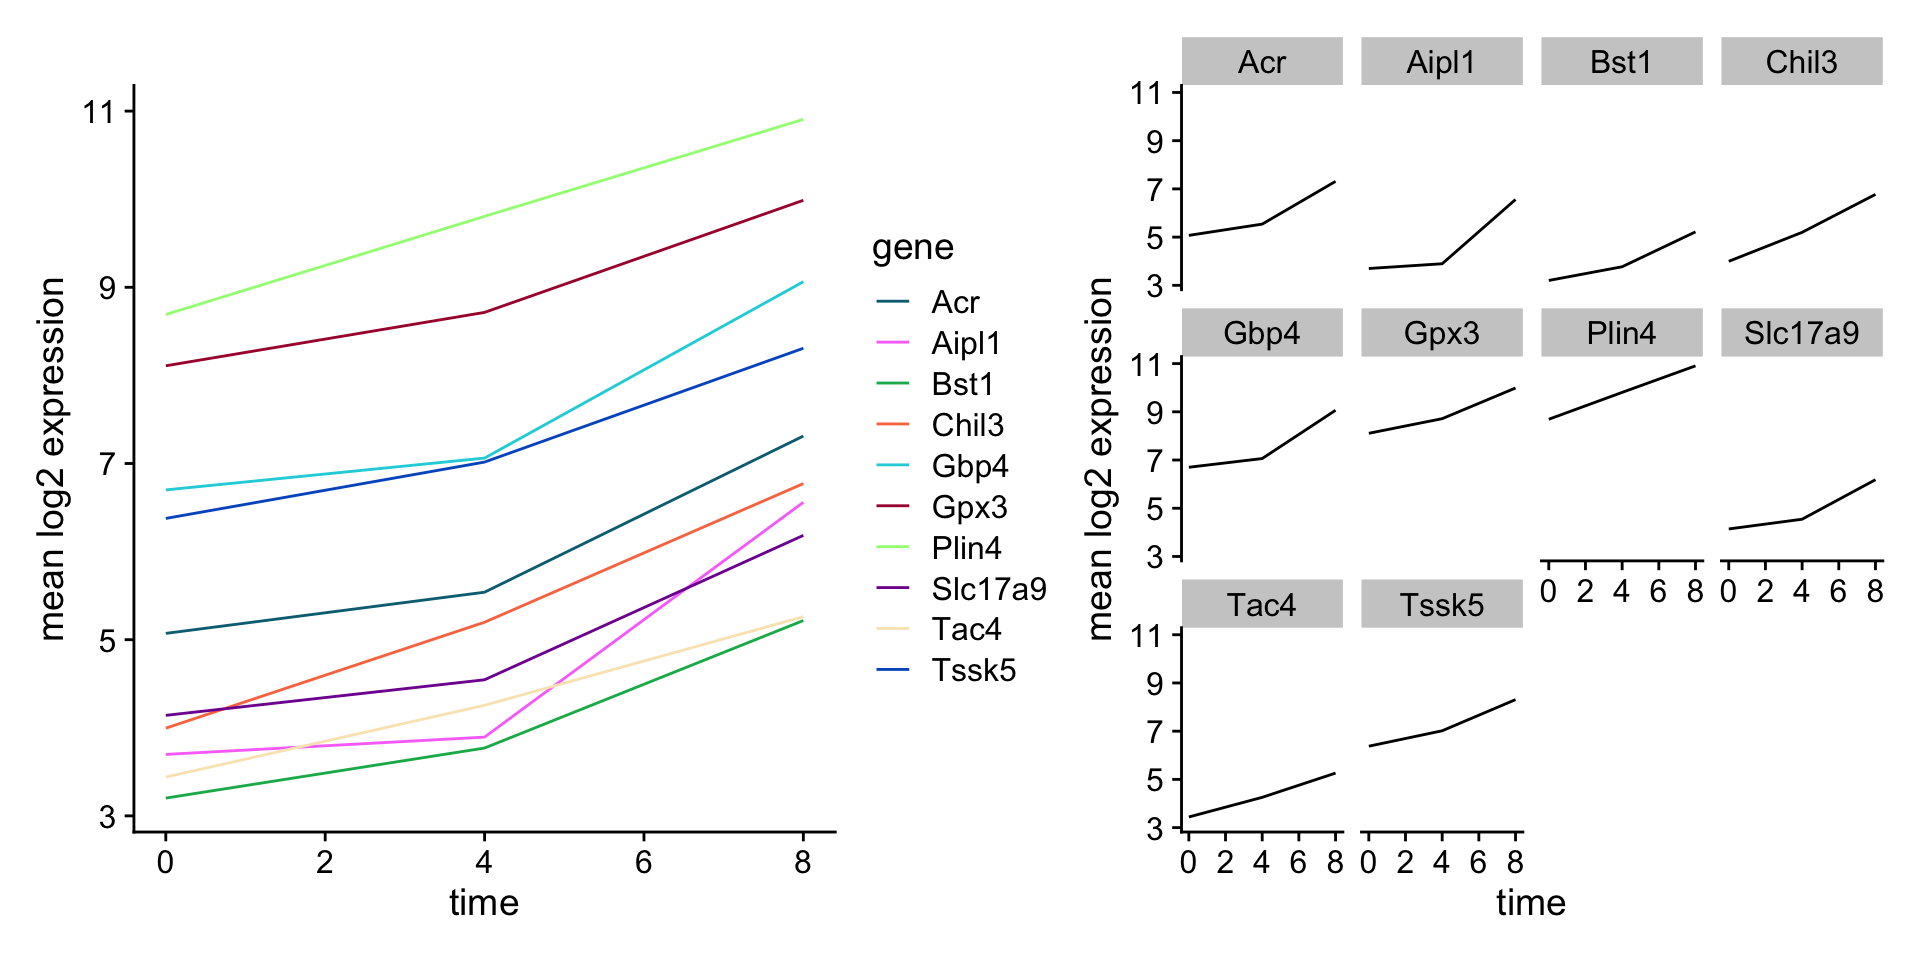 mean log2 expression
11
9
7
5
3
0 2 4 6 8
time
gene
Acr
Aipl1
Bst1
Chil3
Gbp4
Gpx3
Plin4
Slc17a9
Tac4
Tssk5
mean log2 expression
Acr Aipl1 Bst1 Chil3
11
9
7
5
3
Gbp4 Gpx3 Plin4 Slc17a9
11
9
7
5
3
0 2 4 6 8 0 2 4 6 8
Tac4 Tssk5
11
9
7
5
3
0 2 4 6 8 0 2 4 6 8
time